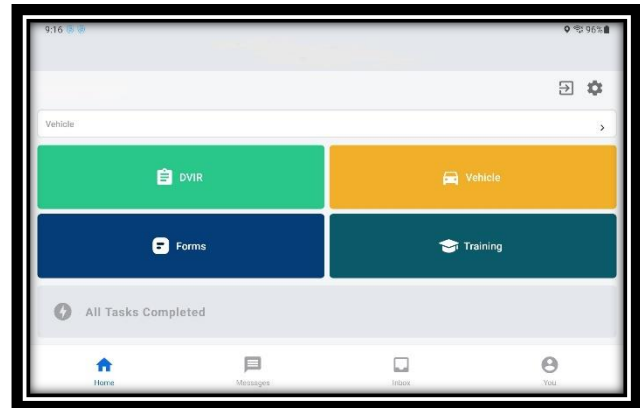 9:16 96%
Vehicle
DVIR
Vehicle
Forms
Training
All Tasks Completed
Home
Messages
Inbox
You